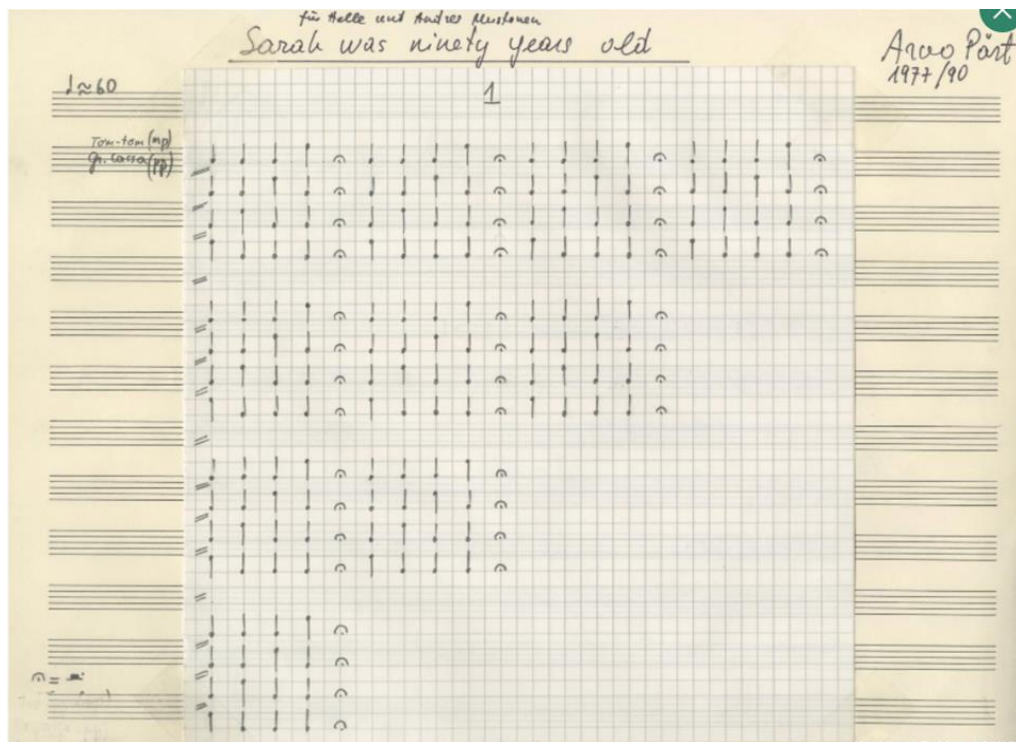 für Helle und Andres Mustonen
Sarah was ninety years old
Arvo Pärt
1977/90
♩≈60
1
Tom-tom (mp)
Gr. Cassa (pp)